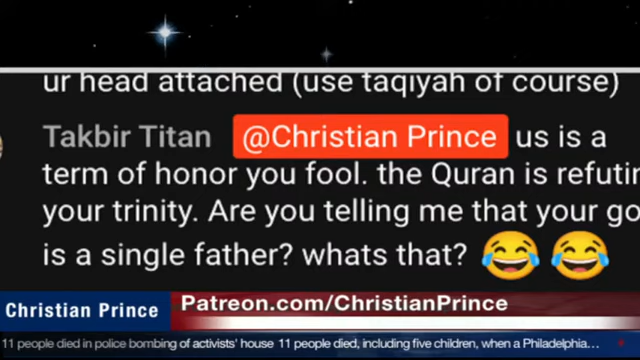 ur head attached (use taqiyah of course)
Takbir Titan @Christian Prince us is a
term of honor you fool. the Quran is refutin
your trinity. Are you telling me that your go
is a single father? whats that? 😂 😂
Christian Prince Patreon.com/ChristianPrince
11 people died in police bombing of activists' house 11 people died, including five children, when a Philadelphia...